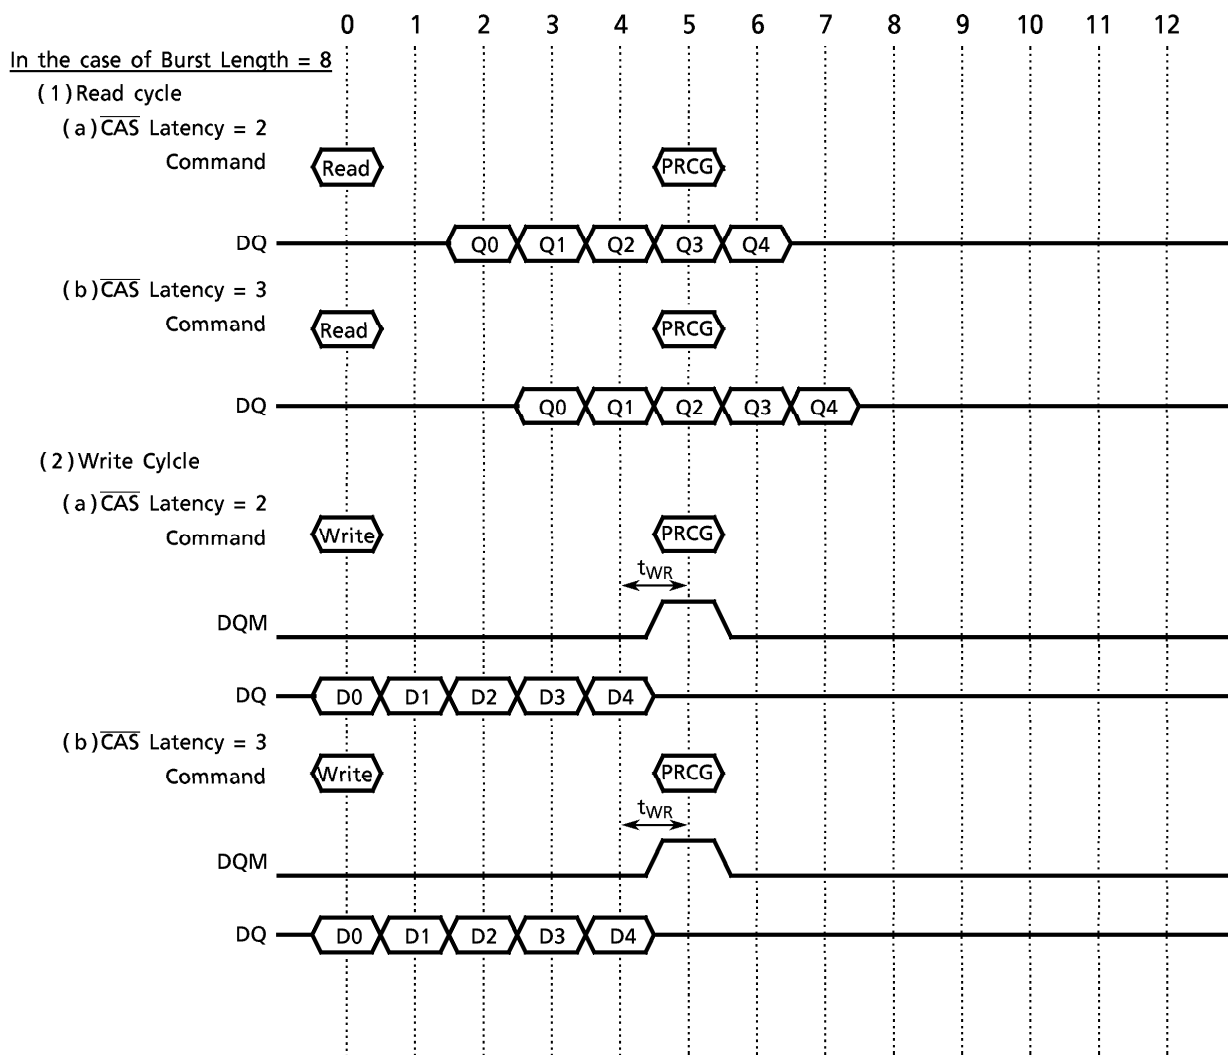 0 1 2 3 4 5 6 7 8 9 10 11 12
In the case of Burst Length = 8
(1) Read cycle
(a) CAS Latency = 2
Command Read PRCG
DQ Q0 Q1 Q2 Q3 Q4
(b) CAS Latency = 3
Command Read PRCG
DQ Q0 Q1 Q2 Q3 Q4
(2) Write Cylcle
(a) CAS Latency = 2
Command Write PRCG
tWR
DQM
DQ D0 D1 D2 D3 D4
(b) CAS Latency = 3
Command Write PRCG
tWR
DQM
DQ D0 D1 D2 D3 D4